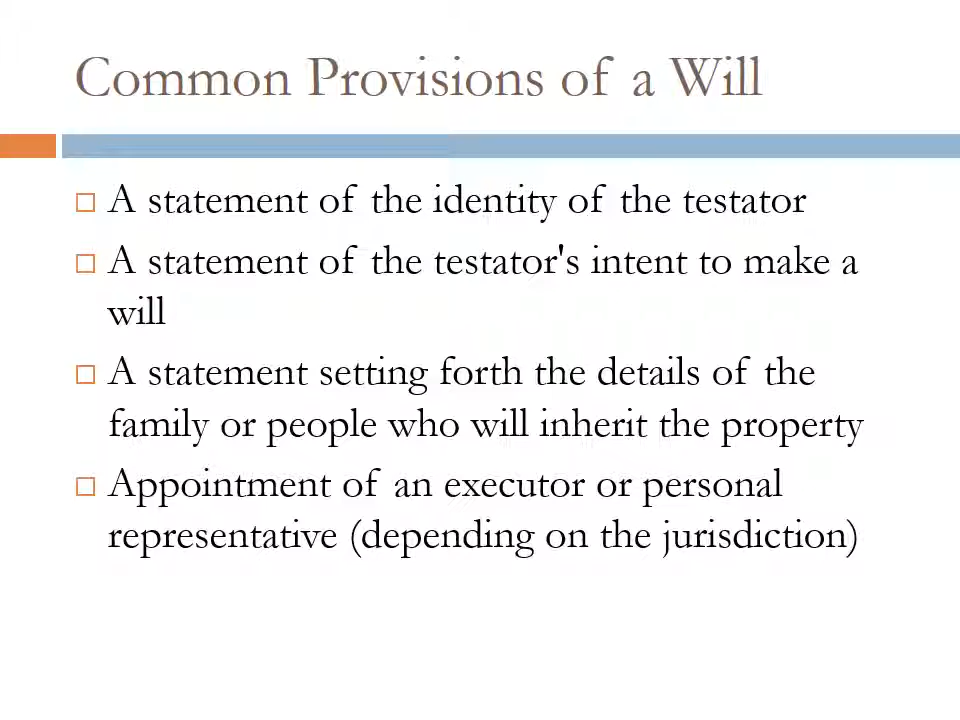 Common Provisions of a Will
A statement of the identity of the testator
A statement of the testator's intent to make a
will
A statement setting forth the details of the
family or people who will inherit the property
Appointment of an executor or personal
representative (depending on the jurisdiction)